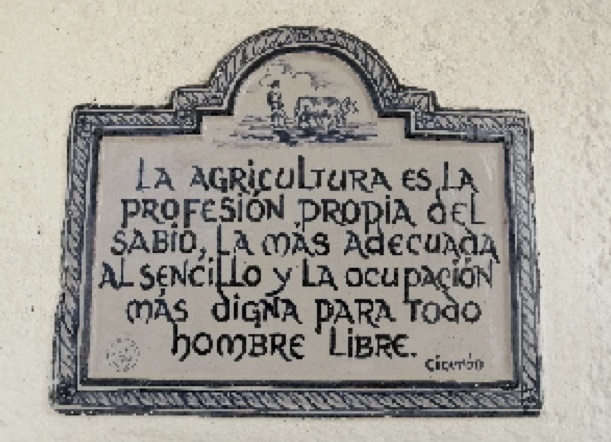 LA AGRICULTURA ES LA
PROFESIÓN PROPIA DEL
SABIO, LA MÁS ADECUADA
AL SENCILLO Y LA OCUPACIÓN
MÁS DIGNA PARA TODO
HOMBRE LIBRE.
Cicerón